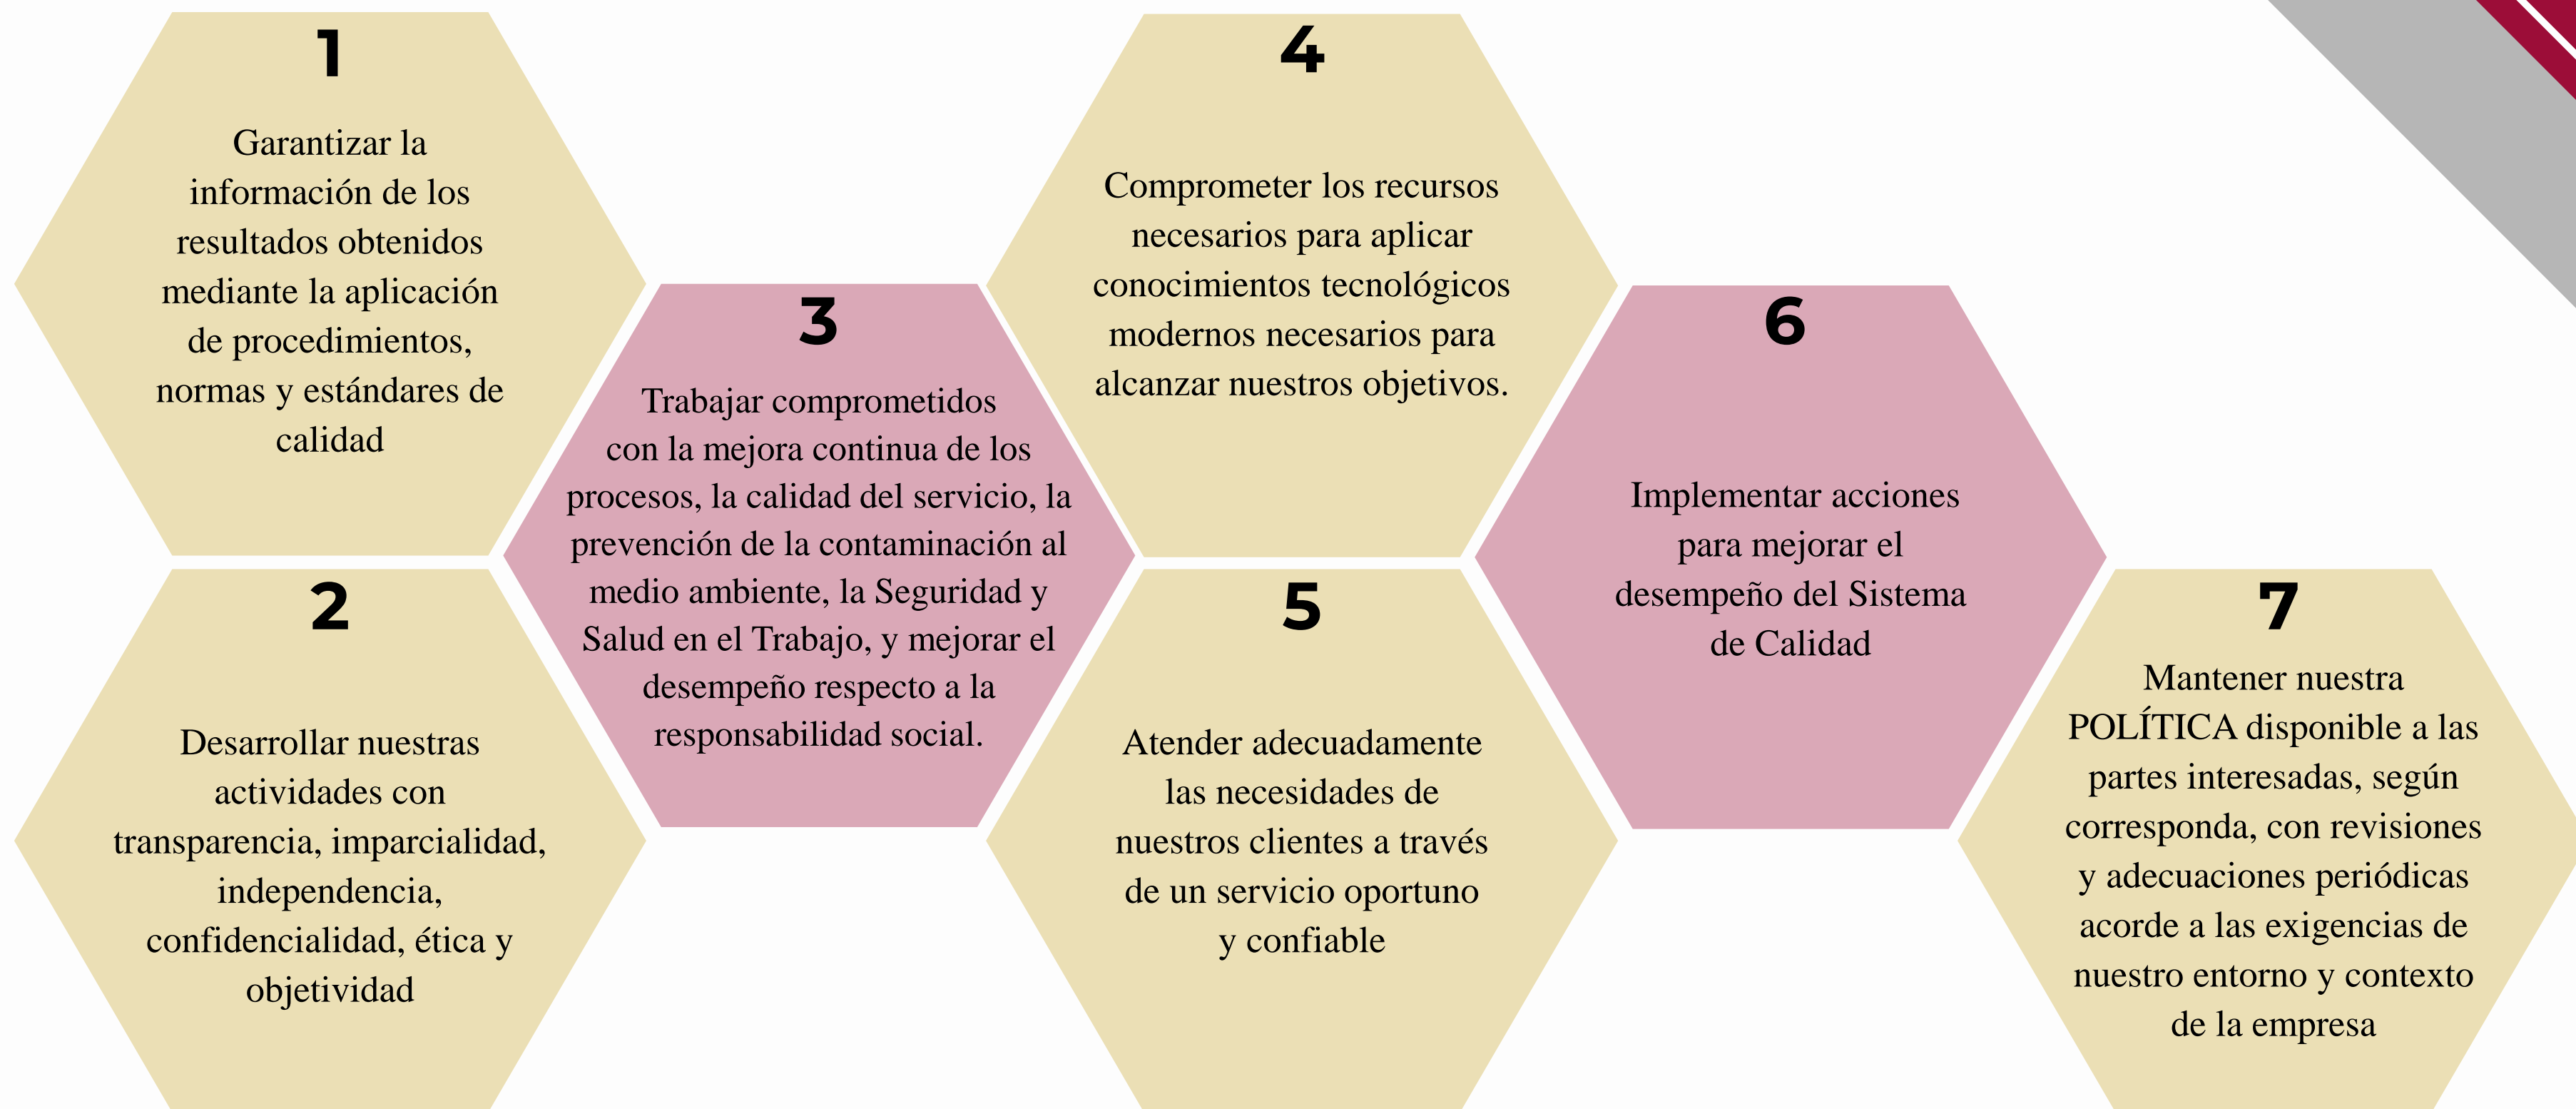 1
Garantizar la
información de los
resultados obtenidos
mediante la aplicación
de procedimientos,
normas y estándares de
calidad
2
Desarrollar nuestras
actividades con
transparencia, imparcialidad,
independencia,
confidencialidad, ética y
objetividad
3
Trabajar comprometidos
con la mejora continua de los
procesos, la calidad del servicio, la
prevención de la contaminación al
medio ambiente, la Seguridad y
Salud en el Trabajo, y mejorar el
desempeño respecto a la
responsabilidad social.
4
Comprometer los recursos
necesarios para aplicar
conocimientos tecnológicos
modernos necesarios para
alcanzar nuestros objetivos.
5
Atender adecuadamente
las necesidades de
nuestros clientes a través
de un servicio oportuno
y confiable
6
Implementar acciones
para mejorar el
desempeño del Sistema
de Calidad
7
Mantener nuestra
POLÍTICA disponible a las
partes interesadas, según
corresponda, con revisiones
y adecuaciones periódicas
acorde a las exigencias de
nuestro entorno y contexto
de la empresa